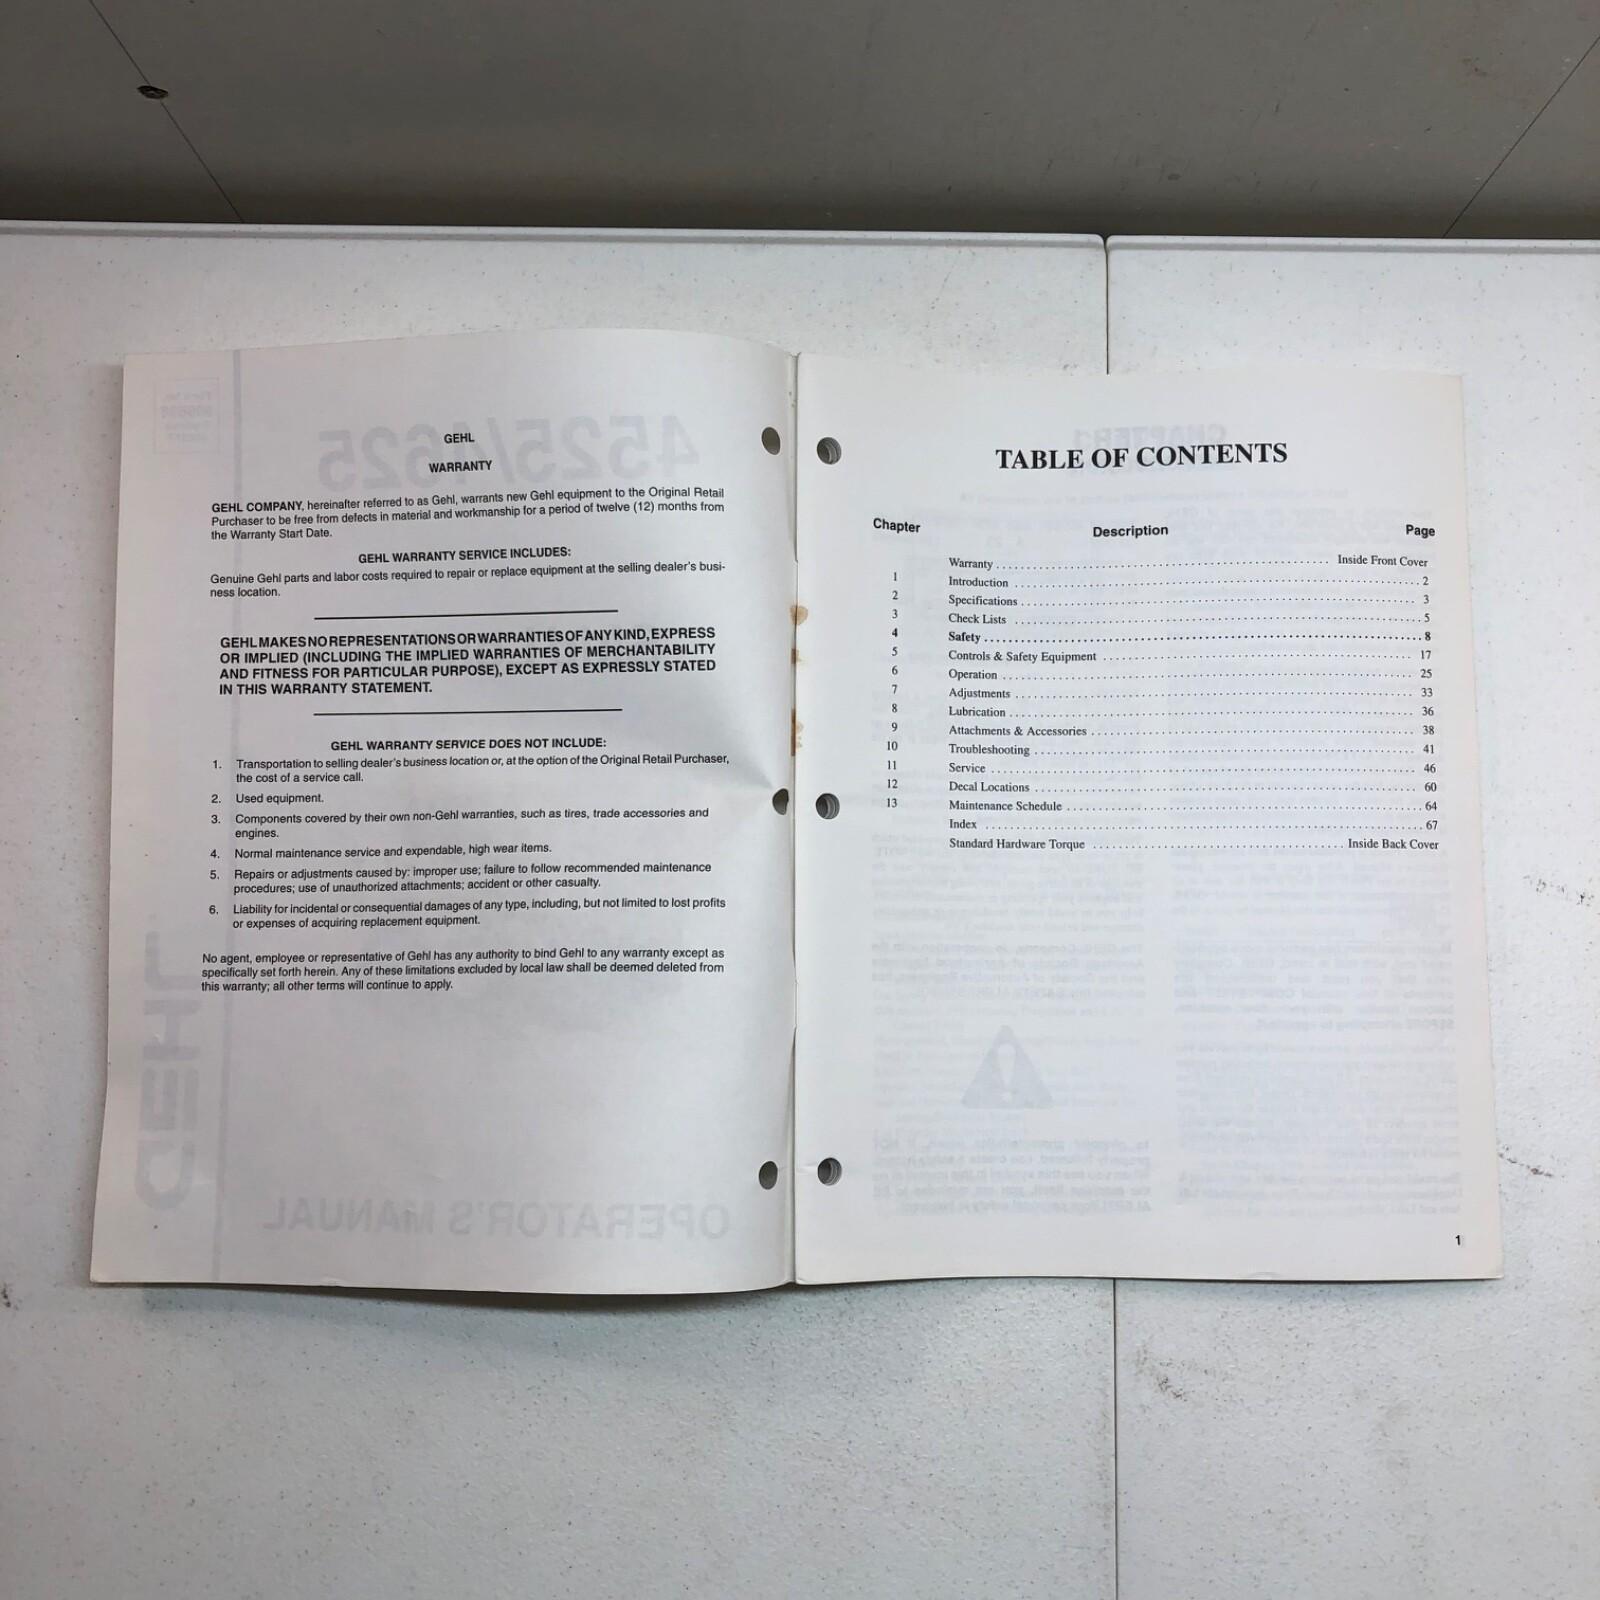 GEHL
WARRANTY
GEHL COMPANY, hereinafter referred to as Gehl, warrants new Gehl equipment to the Original Retail
Purchaser to be free from defects in material and workmanship for a period of twelve (12) months from
the Warranty Start Date.
GEHL WARRANTY SERVICE INCLUDES:
Genuine Gehl parts and labor costs required to repair or replace equipment at the selling dealer's busi-
ness location.
GEHL MAKES NO REPRESENTATIONS OR WARRANTIES OF ANY KIND, EXPRESS
OR IMPLIED (INCLUDING THE IMPLIED WARRANTIES OF MERCHANTABILITY
AND FITNESS FOR PARTICULAR PURPOSE), EXCEPT AS EXPRESSLY STATED
IN THIS WARRANTY STATEMENT.
GEHL WARRANTY SERVICE DOES NOT INCLUDE:
1. Transportation to selling dealer's business location or, at the option of the Original Retail Purchaser,
the cost of a service call.
2. Used equipment.
3. Components covered by their own non-Gehl warranties, such as tires, trade accessories and
engines.
4. Normal maintenance service and expendable, high wear items.
5. Repairs or adjustments caused by: improper use; failure to follow recommended maintenance
procedures; use of unauthorized attachments; accident or other casualty.
6. Liability for incidental or consequential damages of any type, including, but not limited to lost profits
or expenses of acquiring replacement equipment.
No agent, employee or representative of Gehl has any authority to bind Gehl to any warranty except as
specifically set forth herein. Any of these limitations excluded by local law shall be deemed deleted from
this warranty; all other terms will continue to apply.
4525/4625
GEHL
OPERATOR'S MANUAL
TABLE OF CONTENTS
Chapter Description Page
Warranty Inside Front Cover
1 Introduction 2
2 Specifications 3
3 Check Lists 5
4 Safety 8
5 Controls & Safety Equipment 17
6 Operation 25
7 Adjustments 33
8 Lubrication 36
9 Attachments & Accessories 38
10 Troubleshooting 41
11 Service 46
12 Decal Locations 60
13 Maintenance Schedule 64
Index 67
Standard Hardware Torque Inside Back Cover
1